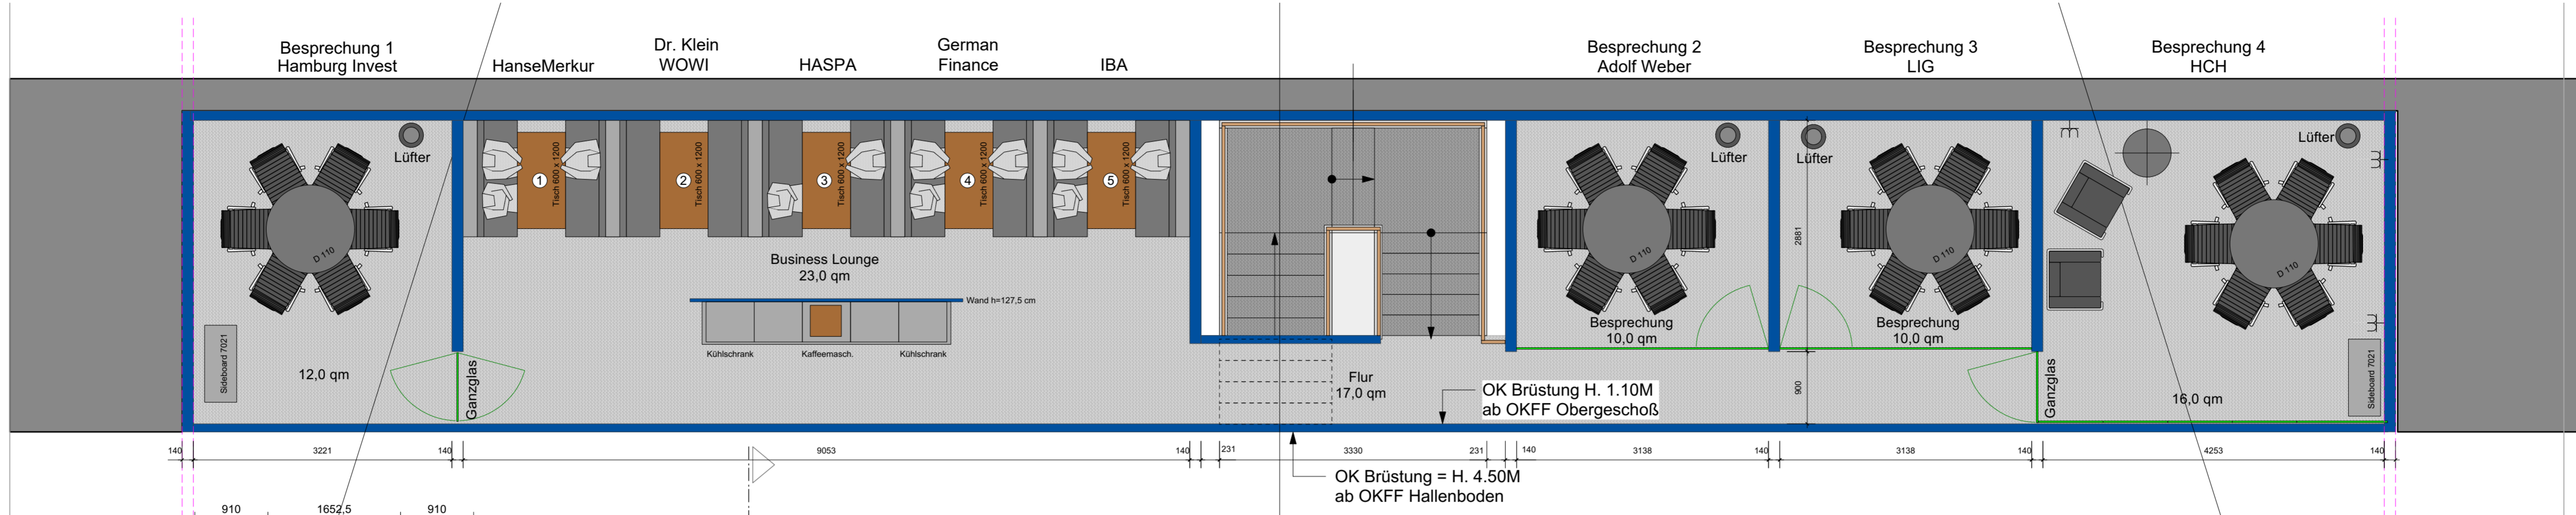 Besprechung 1
Hamburg Invest
HanseMerkur
Dr. Klein
WOWI
HASPA
German
Finance
IBA
Besprechung 2
Adolf Weber
Besprechung 3
LIG
Besprechung 4
HCH
Lüfter
D 110
Sideboard 7021
12,0 qm
Ganzglas
1
Tisch 600 x 1200
2
Tisch 600 x 1200
3
Tisch 600 x 1200
4
Tisch 600 x 1200
5
Tisch 600 x 1200
Business Lounge
23,0 qm
Wand h=127,5 cm
Kühlschrank
Kaffeemasch.
Kühlschrank
Flur
17,0 qm
OK Brüstung H. 1.10M
ab OKFF Obergeschoß
Lüfter
D 110
Besprechung
10,0 qm
2881
900
Lüfter
D 110
Besprechung
10,0 qm
Ganzglas
Lüfter
D 110
16,0 qm
Sideboard 7021
140
3221
140
9053
140
231
3330
231
140
3138
140
3138
140
4253
140
OK Brüstung = H. 4.50M
ab OKFF Hallenboden
910
1652,5
910